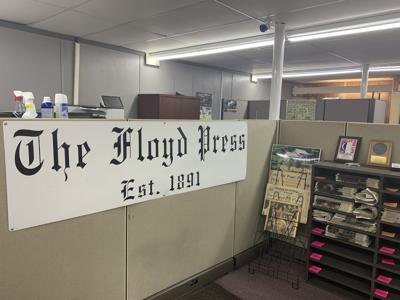 The Floyd Press
Est. 1891